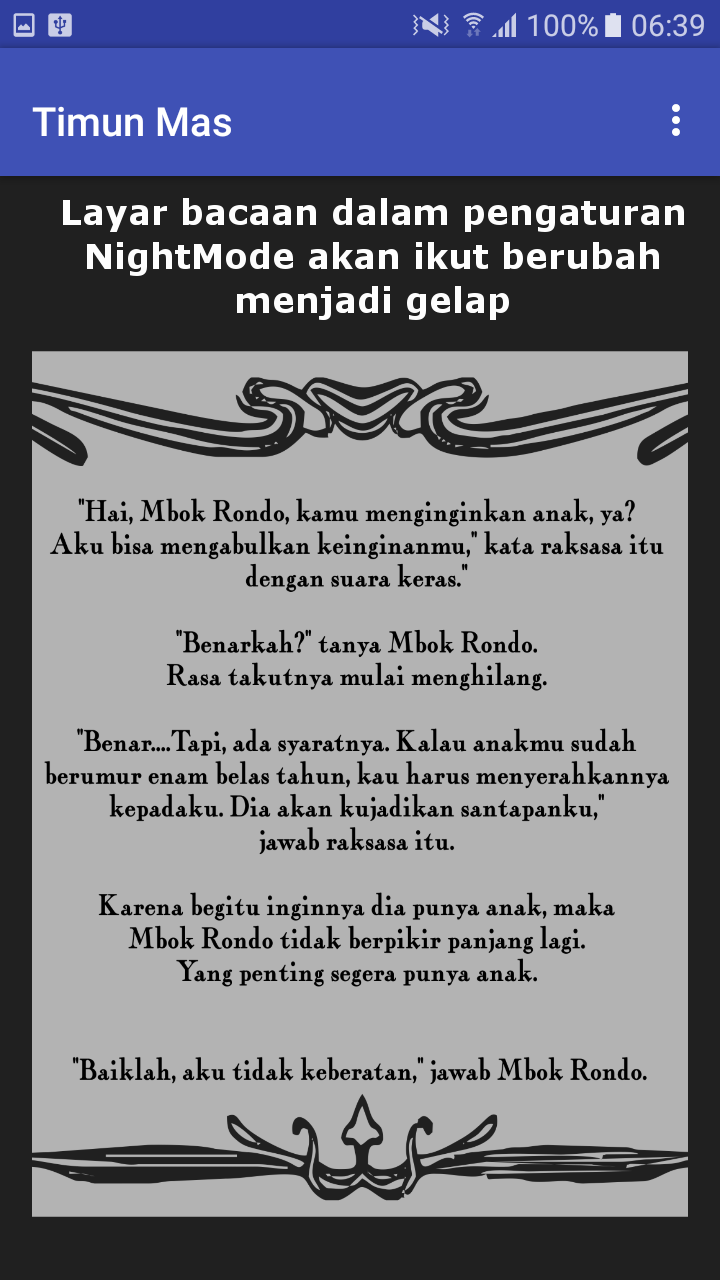 100% 06:39
Timun Mas
Layar bacaan dalam pengaturan
NightMode akan ikut berubah
menjadi gelap
"Hai, Mbok Rondo, kamu menginginkan anak, ya?
Aku bisa mengabulkan keinginanmu," kata raksasa itu
dengan suara keras."
"Benarkah?" tanya Mbok Rondo.
Rasa takutnya mulai menghilang.
"Benar....Tapi, ada syaratnya. Kalau anakmu sudah
berumur enam belas tahun, kau harus menyerahkannya
kepadaku. Dia akan kujadikan santapanku,"
jawab raksasa itu.
Karena begitu inginnya dia punya anak, maka
Mbok Rondo tidak berpikir panjang lagi.
Yang penting segera punya anak.
"Baiklah, aku tidak keberatan," jawab Mbok Rondo.